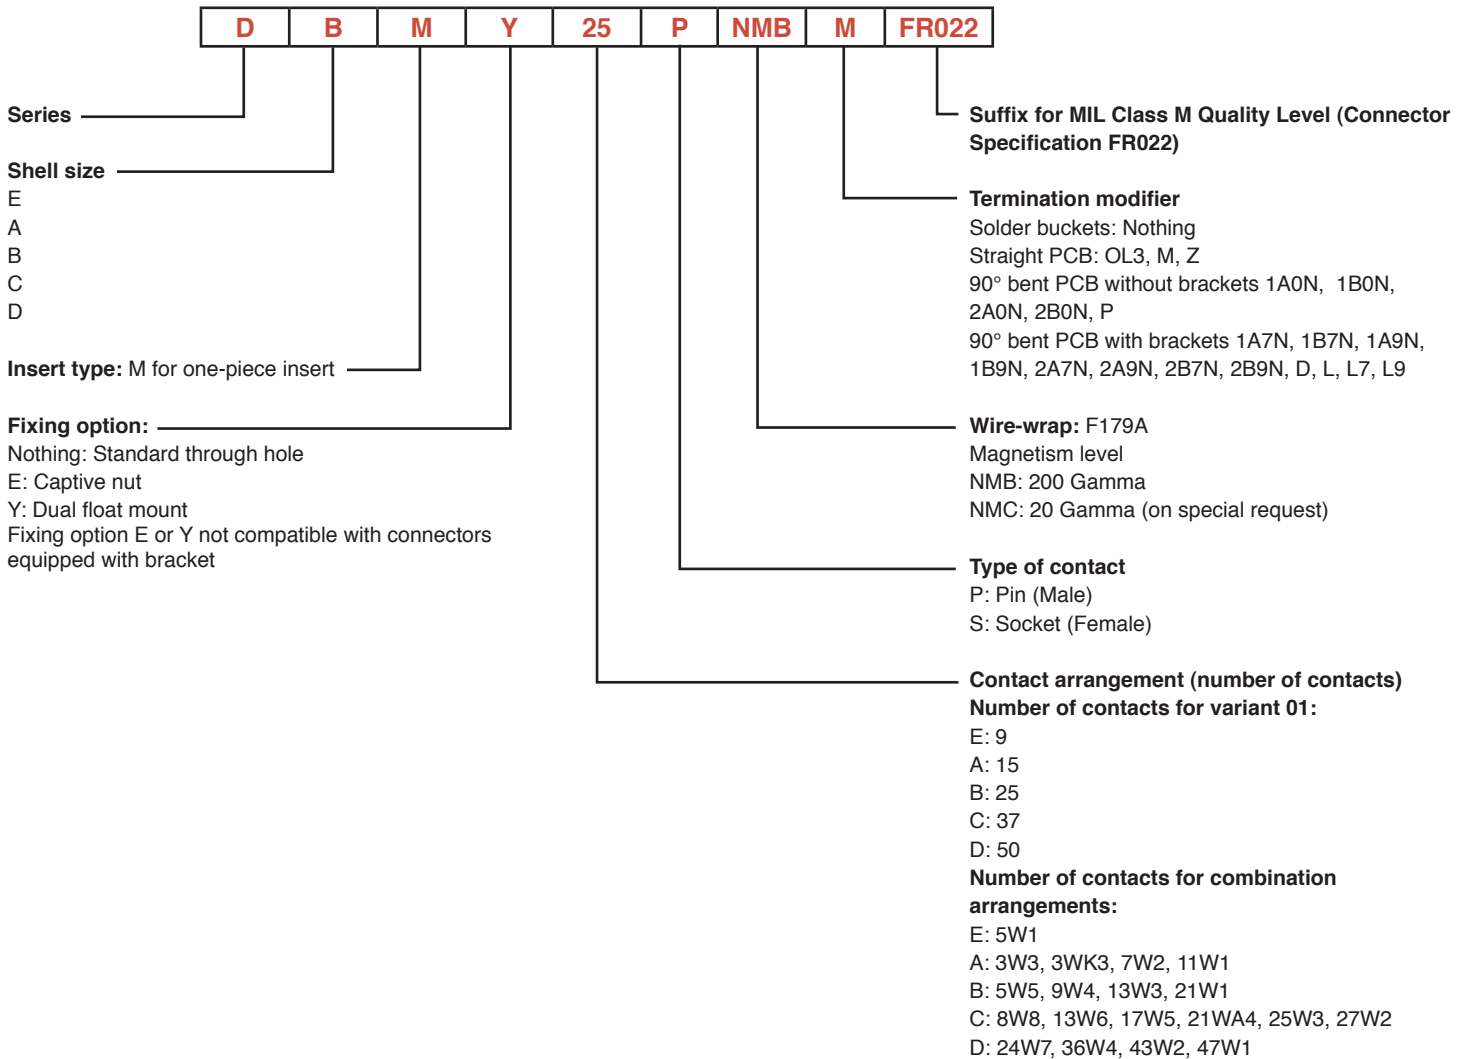 D B M Y 25 P NMB M FR022
Series
Shell size
E
A
B
C
D
Insert type: M for one-piece insert
Fixing option:
Nothing: Standard through hole
E: Captive nut
Y: Dual float mount
Fixing option E or Y not compatible with connectors
equipped with bracket
Suffix for MIL Class M Quality Level (Connector
Specification FR022)
Termination modifier
Solder buckets: Nothing
Straight PCB: OL3, M, Z
90° bent PCB without brackets 1A0N, 1B0N,
2A0N, 2B0N, P
90° bent PCB with brackets 1A7N, 1B7N, 1A9N,
1B9N, 2A7N, 2A9N, 2B7N, 2B9N, D, L, L7, L9
Wire-wrap: F179A
Magnetism level
NMB: 200 Gamma
NMC: 20 Gamma (on special request)
Type of contact
P: Pin (Male)
S: Socket (Female)
Contact arrangement (number of contacts)
Number of contacts for variant 01:
E: 9
A: 15
B: 25
C: 37
D: 50
Number of contacts for combination
arrangements:
E: 5W1
A: 3W3, 3WK3, 7W2, 11W1
B: 5W5, 9W4, 13W3, 21W1
C: 8W8, 13W6, 17W5, 21WA4, 25W3, 27W2
D: 24W7, 36W4, 43W2, 47W1